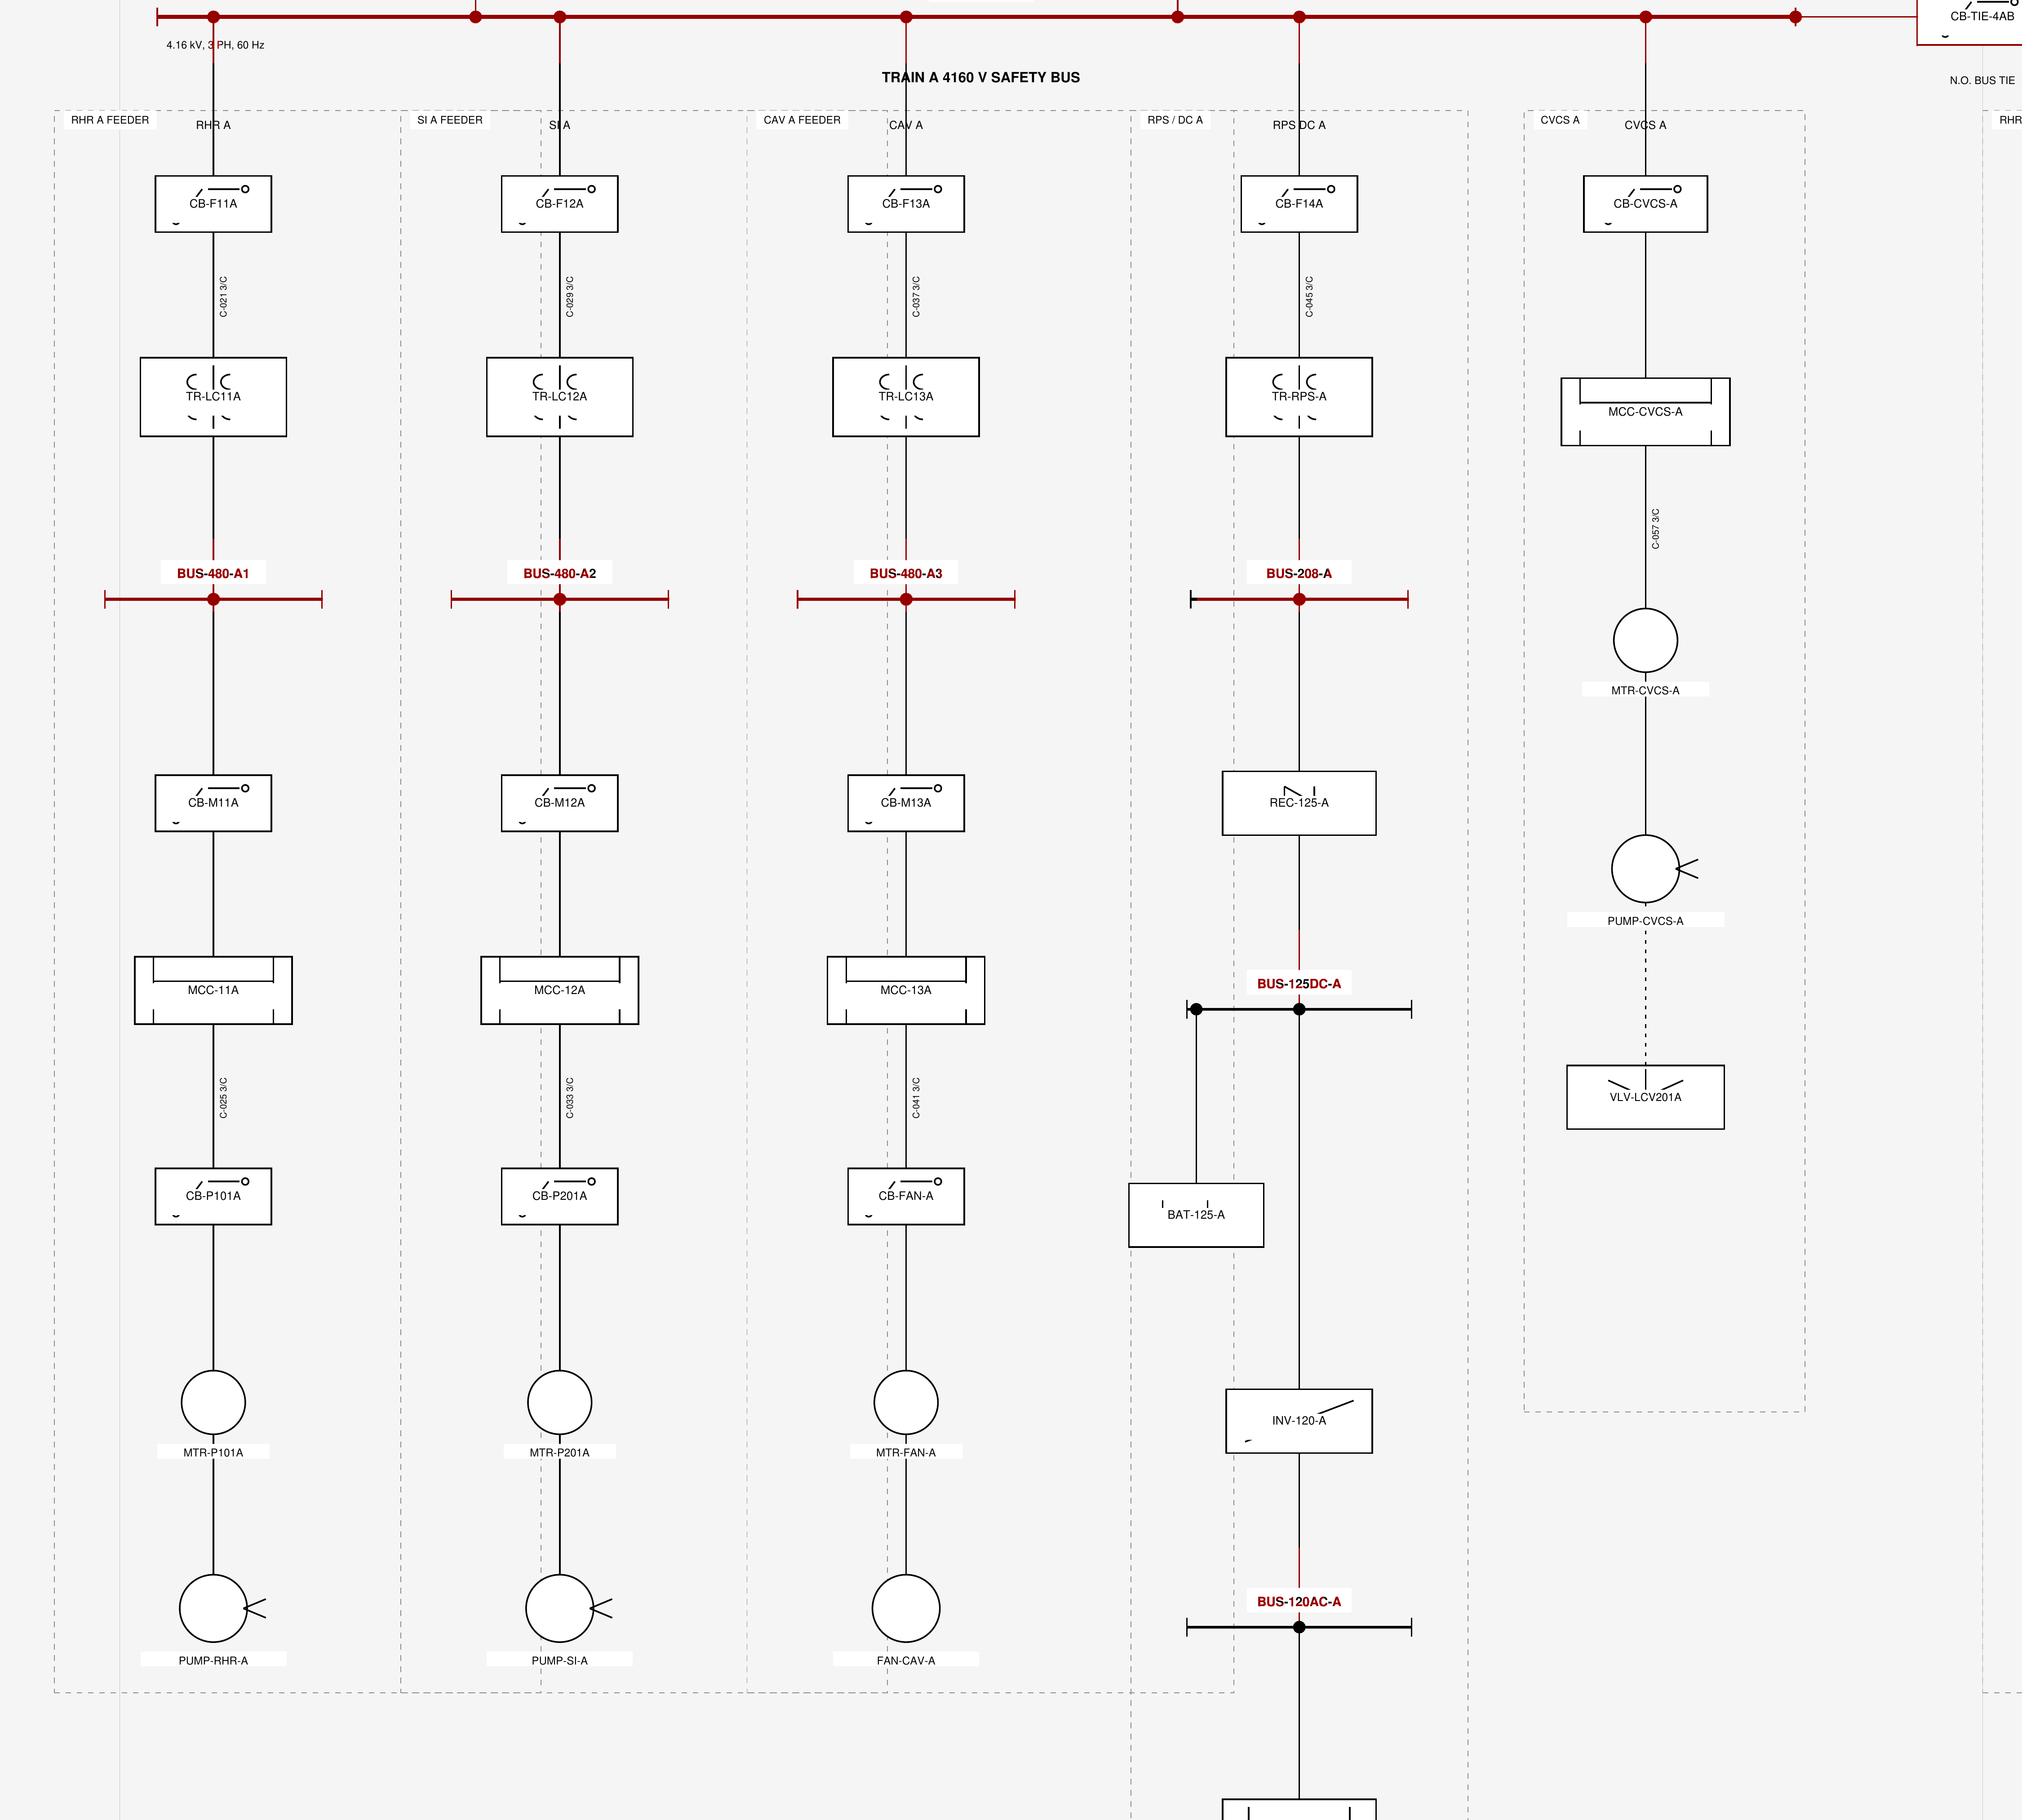 CB-TIE-4AB
4.16 kV, 3 PH, 60 Hz
TRAIN A 4160 V SAFETY BUS
N.O. BUS TIE
RHR A FEEDER
RHR A
SI A FEEDER
SI A
CAV A FEEDER
CAV A
RPS / DC A
RPS DC A
CVCS A
CVCS A
RHR
CB-F11A
CB-F12A
CB-F13A
CB-F14A
CB-CVCS-A
C-021 3/C
C-029 3/C
C-037 3/C
C-045 3/C
TR-LC11A
TR-LC12A
TR-LC13A
TR-RPS-A
MCC-CVCS-A
C-057 3/C
BUS-480-A1
BUS-480-A2
BUS-480-A3
BUS-208-A
MTR-CVCS-A
CB-M11A
CB-M12A
CB-M13A
REC-125-A
PUMP-CVCS-A
MCC-11A
MCC-12A
MCC-13A
BUS-125DC-A
C-025 3/C
C-033 3/C
C-041 3/C
VLV-LCV201A
CB-P101A
CB-P201A
CB-FAN-A
BAT-125-A
MTR-P101A
MTR-P201A
MTR-FAN-A
INV-120-A
BUS-120AC-A
PUMP-RHR-A
PUMP-SI-A
FAN-CAV-A